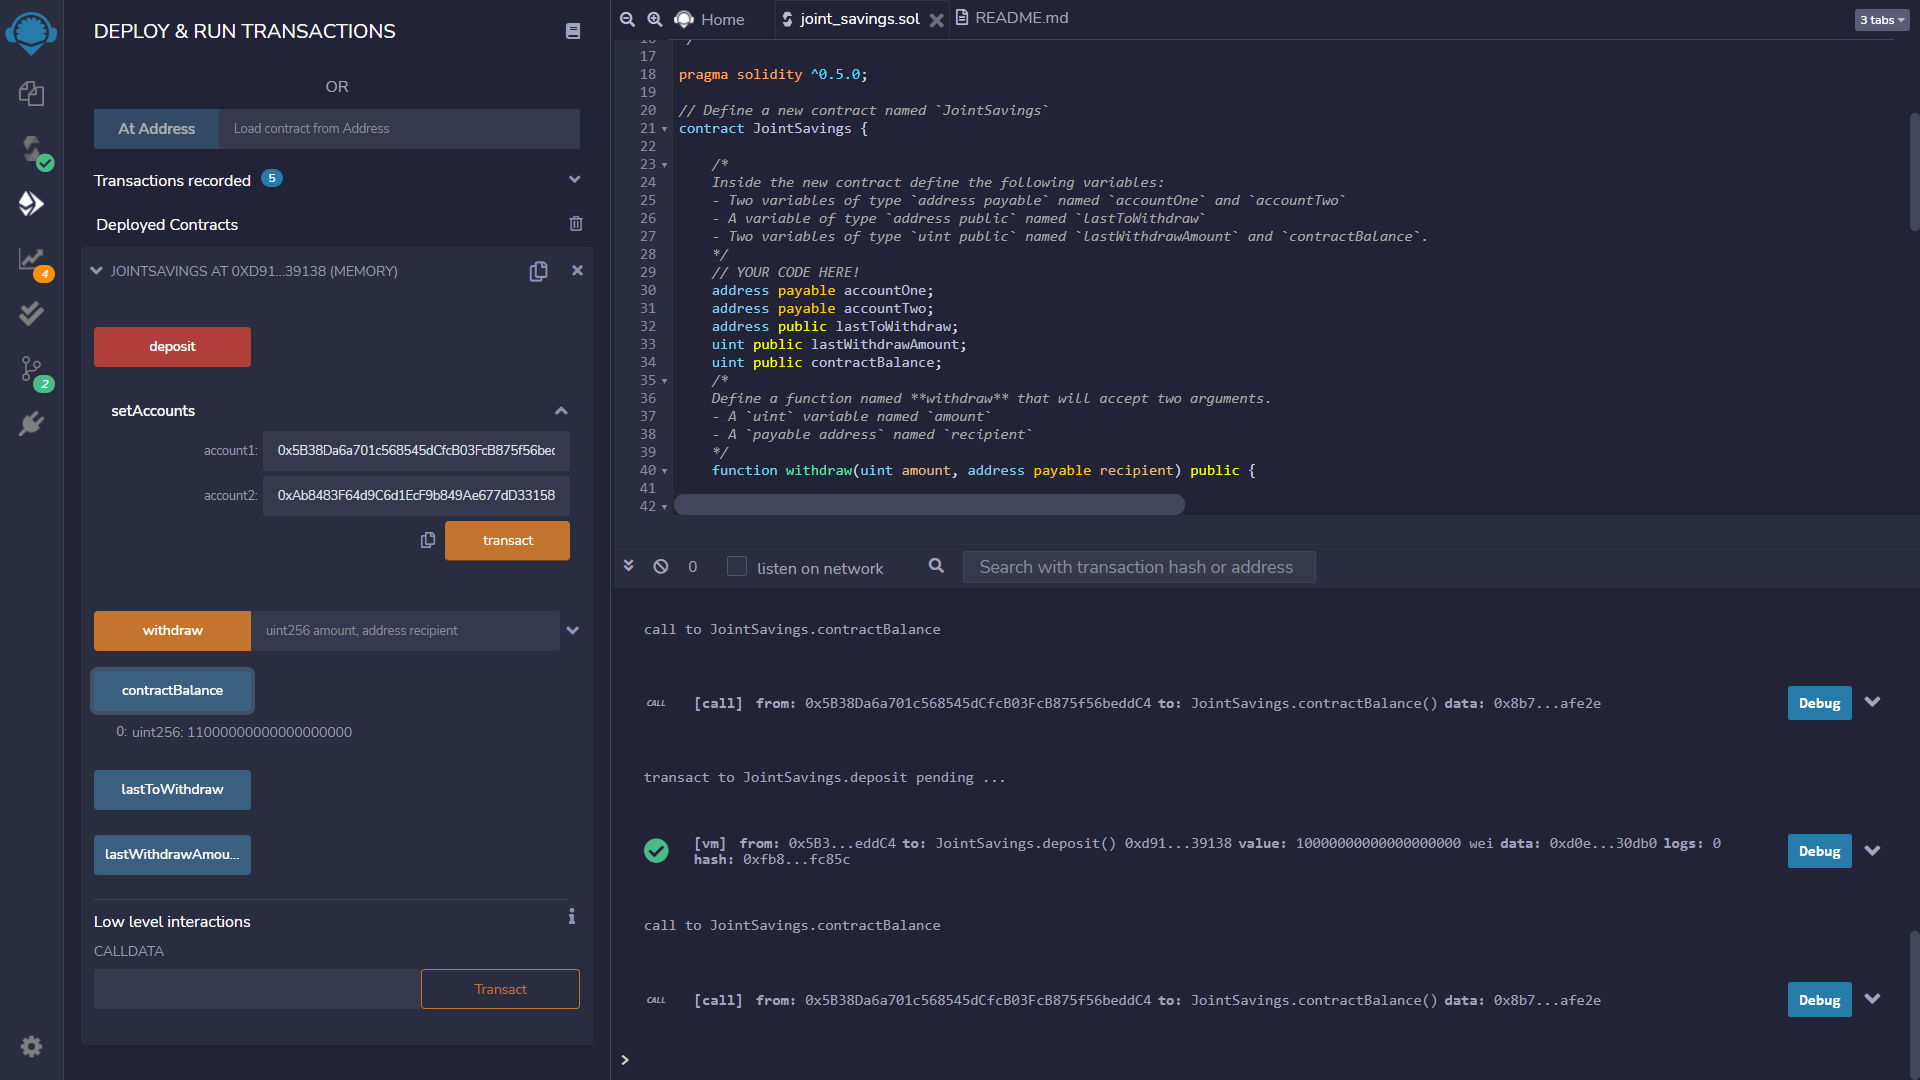 DEPLOY & RUN TRANSACTIONS
OR
At Address
Load contract from Address
Transactions recorded 5
Deployed Contracts
JOINTSAVINGS AT 0XD91...39138 (MEMORY)
deposit
setAccounts
account1: 0x5B38Da6a701c568545dCfcB03FcB875f56bec
account2: 0xAb8483F64d9C6d1EcF9b849Ae677dD33158
transact
withdraw
uint256 amount, address recipient
contractBalance
0: uint256: 11000000000000000000
lastToWithdraw
lastWithdrawAmou...
Low level interactions
CALLDATA
Transact
4
2
Home
joint_savings.sol
README.md
3 tabs
17
18 pragma solidity ^0.5.0;
19
20 // Define a new contract named `JointSavings`
21 contract JointSavings {
22
23 /*
24 Inside the new contract define the following variables:
25 - Two variables of type `address payable` named `accountOne` and `accountTwo`
26 - A variable of type `address public` named `lastToWithdraw`
27 - Two variables of type `uint public` named `lastWithdrawAmount` and `contractBalance`.
28 */
29 // YOUR CODE HERE!
30 address payable accountOne;
31 address payable accountTwo;
32 address public lastToWithdraw;
33 uint public lastWithdrawAmount;
34 uint public contractBalance;
35 /*
36 Define a function named **withdraw** that will accept two arguments.
37 - A `uint` variable named `amount`
38 - A `payable address` named `recipient`
39 */
40 function withdraw(uint amount, address payable recipient) public {
41
42
0
listen on network
Search with transaction hash or address
call to JointSavings.contractBalance
CALL [call] from: 0x5B38Da6a701c568545dCfcB03FcB875f56beddC4 to: JointSavings.contractBalance() data: 0x8b7...afe2e
Debug
transact to JointSavings.deposit pending ...
[vm] from: 0x5B3...eddC4 to: JointSavings.deposit() 0xd91...39138 value: 10000000000000000000 wei data: 0xd0e...30db0 logs: 0
hash: 0xfb8...fc85c
Debug
call to JointSavings.contractBalance
CALL [call] from: 0x5B38Da6a701c568545dCfcB03FcB875f56beddC4 to: JointSavings.contractBalance() data: 0x8b7...afe2e
Debug
>